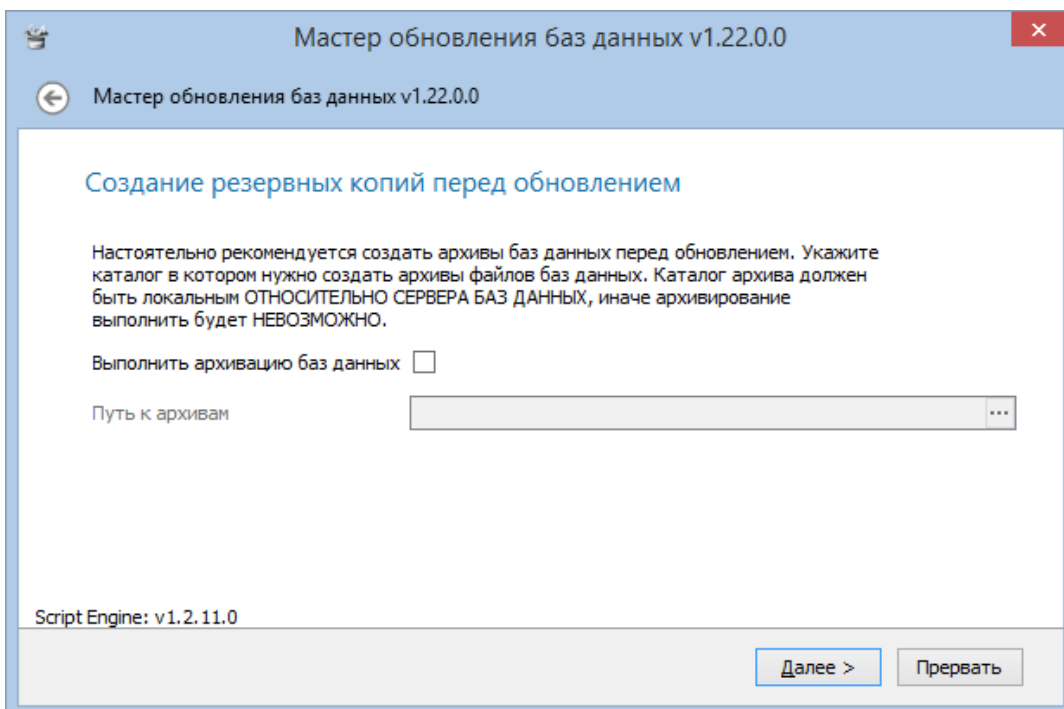 Мастер обновления баз данных v1.22.0.0
Мастер обновления баз данных v1.22.0.0
Создание резервных копий перед обновлением
Настоятельно рекомендуется создать архивы баз данных перед обновлением. Укажите
каталог в котором нужно создать архивы файлов баз данных. Каталог архива должен
быть локальным ОТНОСИТЕЛЬНО СЕРВЕРА БАЗ ДАННЫХ, иначе архивирование
выполнить будет НЕВОЗМОЖНО.
Выполнить архивацию баз данных
Путь к архивам
...
Script Engine: v1.2.11.0
Далее >
Прервать